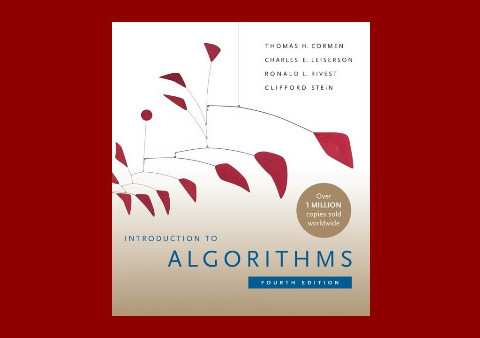 THOMAS H. CORMEN
CHARLES E. LEISERSON
RONALD L. RIVEST
CLIFFORD STEIN
Over
1 MILLION
copies sold
worldwide
INTRODUCTION TO
ALGORITHMS
FOURTH EDITION